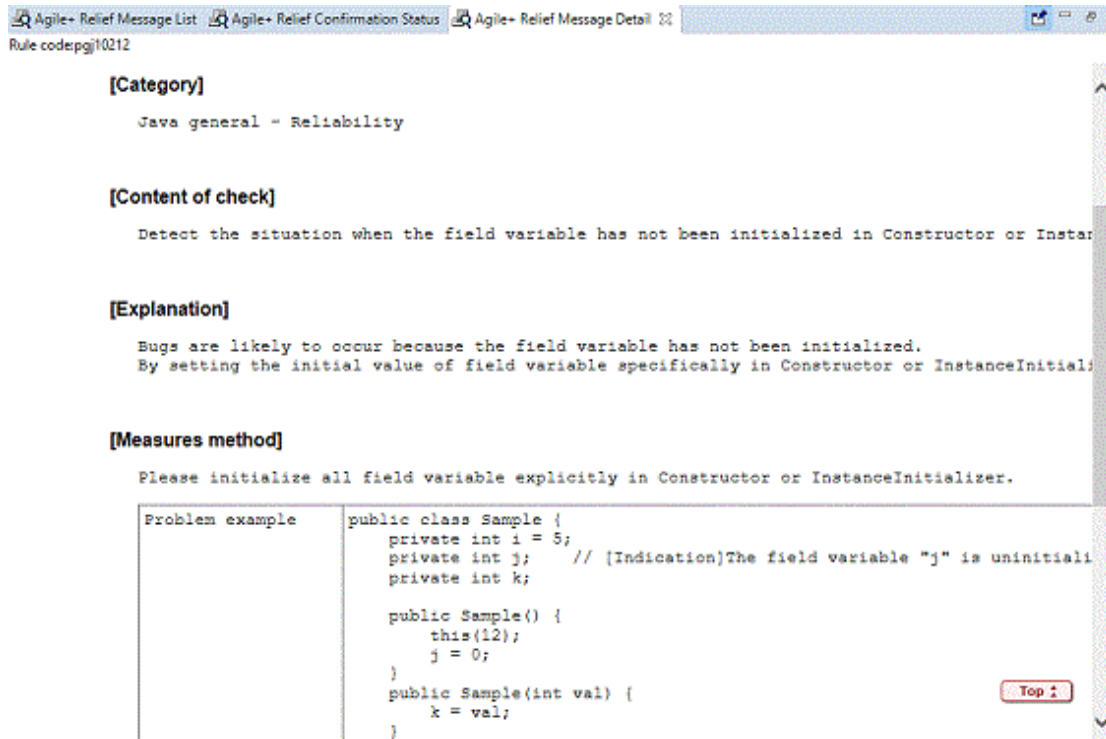 Agile+ Relief Message List Agile+ Relief Confirmation Status Agile+ Relief Message Detail
Rule code:pgj10212
[Category]
Java general - Reliability
[Content of check]
Detect the situation when the field variable has not been initialized in Constructor or Instan
[Explanation]
Bugs are likely to occur because the field variable has not been initialized.
By setting the initial value of field variable specifically in Constructor or InstanceInitiali
[Measures method]
Please initialize all field variable explicitly in Constructor or InstanceInitializer.
Problem example
public class Sample {
private int i = 5;
private int j; // [Indication]The field variable "j" is uninitiali
private int k;
public Sample() {
this(12);
j = 0;
}
public Sample(int val) {
k = val;
}
Top